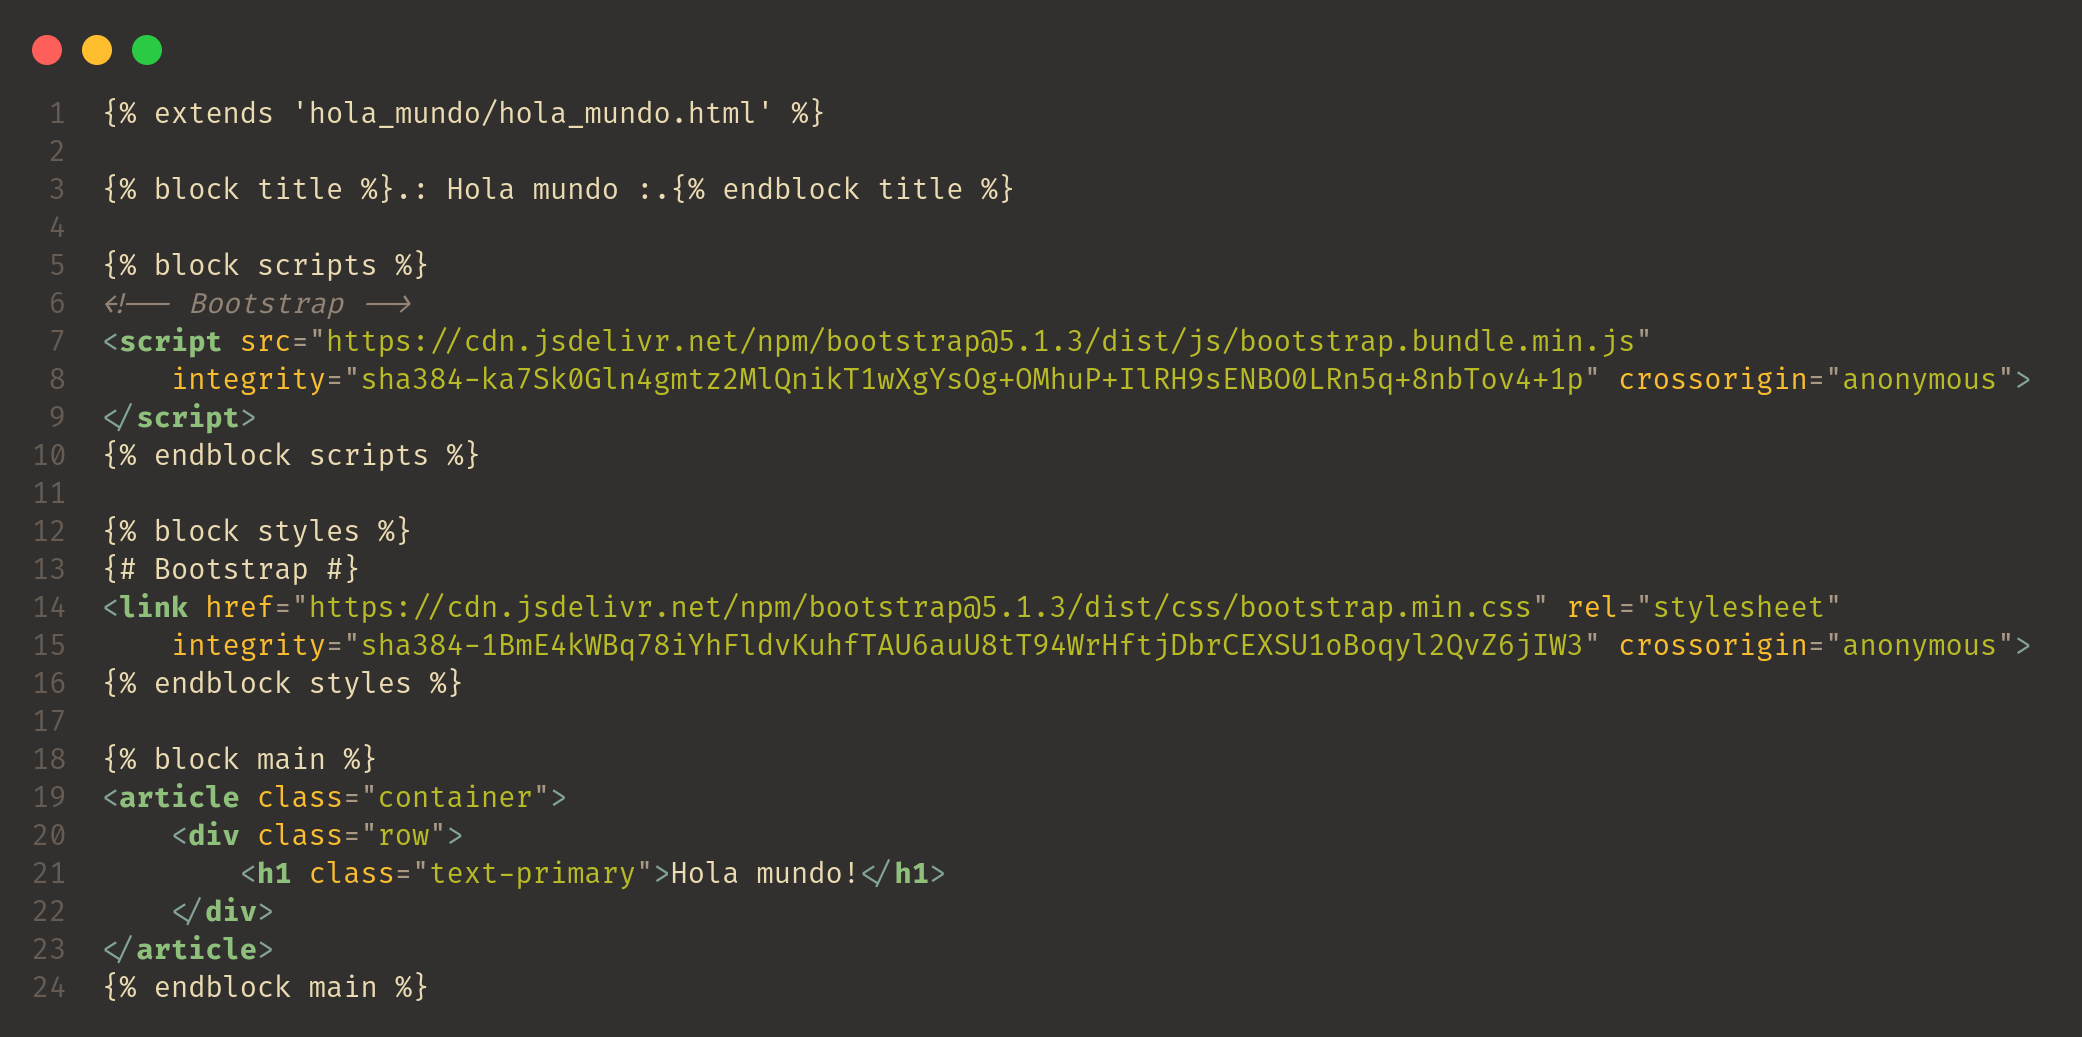 1 {% extends 'hola_mundo/hola_mundo.html' %}
2
3 {% block title %}.: Hola mundo :.{% endblock title %}
4
5 {% block scripts %}
6 <!-- Bootstrap -->
7 <script src="https://cdn.jsdelivr.net/npm/bootstrap@5.1.3/dist/js/bootstrap.bundle.min.js"
8     integrity="sha384-ka7Sk0Gln4gmtz2MlQnikT1wXgYsOg+OMhuP+IlRH9sENBO0LRn5q+8nbTov4+1p" crossorigin="anonymous">
9 </script>
10 {% endblock scripts %}
11
12 {% block styles %}
13 {# Bootstrap #}
14 <link href="https://cdn.jsdelivr.net/npm/bootstrap@5.1.3/dist/css/bootstrap.min.css" rel="stylesheet"
15     integrity="sha384-1BmE4kWBq78iYhFldvKuhfTAU6auU8tT94WrHftjDbrCEXSU1oBoqyl2QvZ6jIW3" crossorigin="anonymous">
16 {% endblock styles %}
17
18 {% block main %}
19 <article class="container">
20     <div class="row">
21         <h1 class="text-primary">Hola mundo!</h1>
22     </div>
23 </article>
24 {% endblock main %}